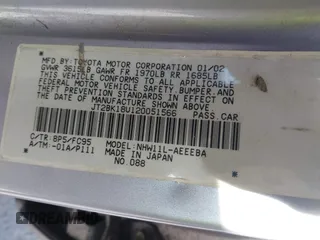 MF'D BY: TOYOTA MOTOR CORPORATION 01/02
GVWR 3615LB GAWR FR 1970LB RR 1685LB
THIS VEHICLE CONFORMS TO ALL APPLICABLE
FEDERAL MOTOR VEHICLE SAFETY, BUMPER, AND
THEFT PREVENTION STANDARDS IN EFFECT ON
THE DATE OF MANUFACTURE SHOWN ABOVE.
JT2BK18U120051566 PASS.CAR
C/TR: 8P5/FC95 MODEL: NHW11L-AEEEBA
A/TM: -01A/P111 MADE IN JAPAN
NO.088